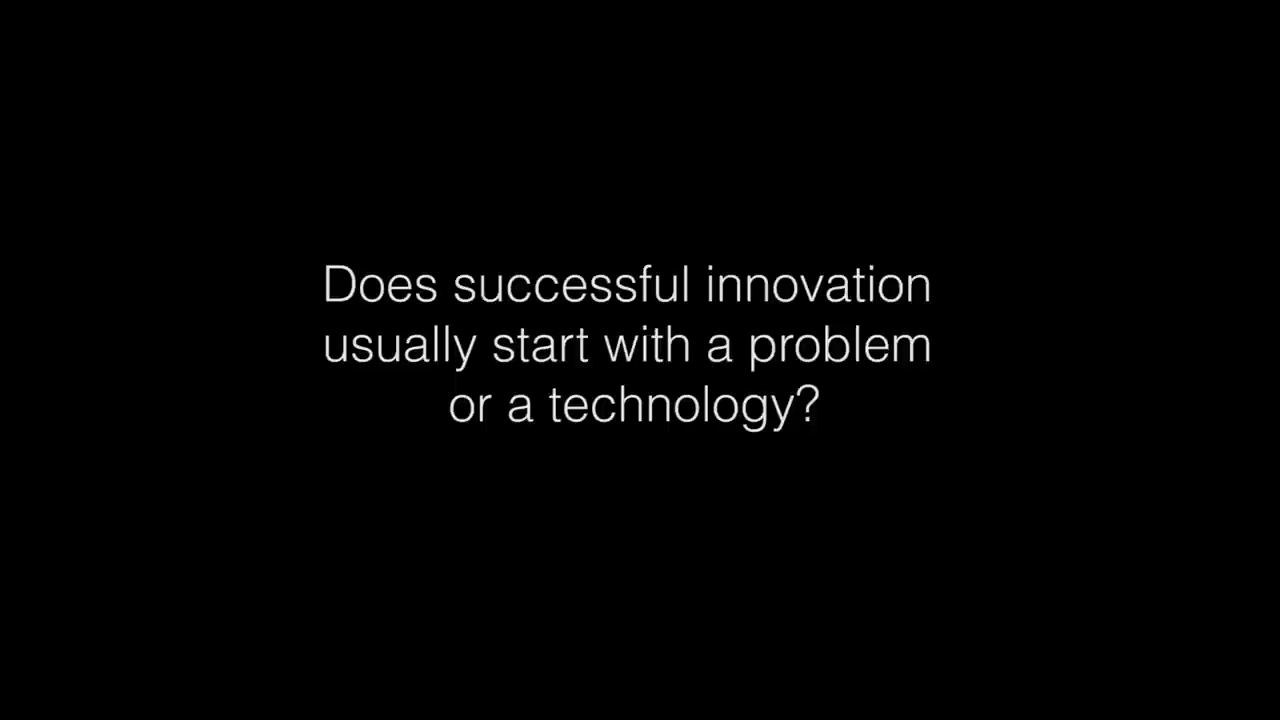 Does successful innovation
usually start with a problem
or a technology?